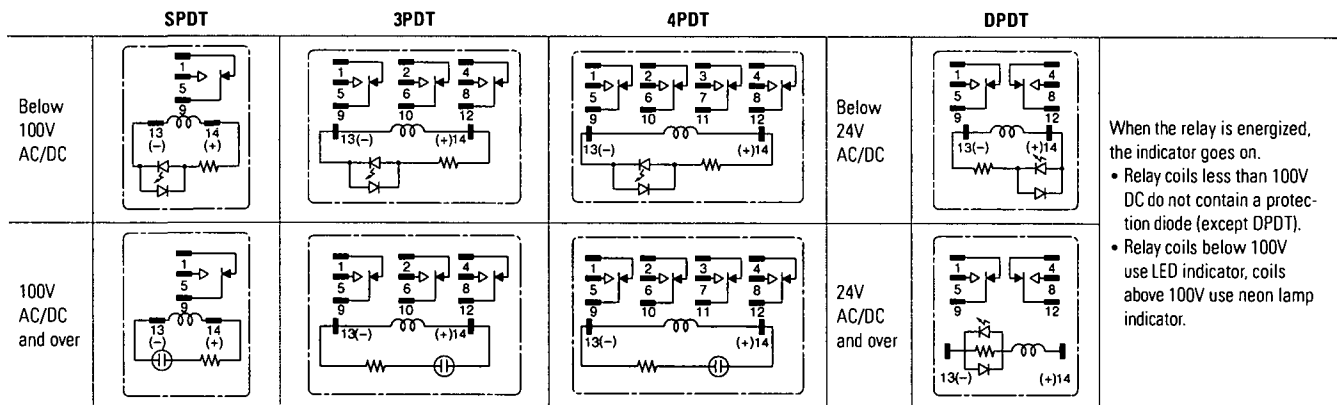 SPDT 3PDT 4PDT DPDT
Below
100V
AC/DC
1
5
9
13 14
(–) (+)
1 2 4
5 6 8
9 10 12
13(–) (+)14
1 2 3 4
5 6 7 8
9 10 11 12
13(–) (+)14
Below
24V
AC/DC
1 4
5 8
9 12
13(–) (+)14
When the relay is energized,
the indicator goes on.
• Relay coils less than 100V
DC do not contain a protec-
tion diode (except DPDT).
• Relay coils below 100V
use LED indicator, coils
above 100V use neon lamp
indicator.
100V
AC/DC
and over
1
5
9
13 14
(–) (+)
1 2 4
5 6 8
9 10 12
13(–) (+)14
1 2 3 4
5 6 7 8
9 10 11 12
13(–) (+)14
24V
AC/DC
and over
1 4
5 8
9 12
13(–) (+)14